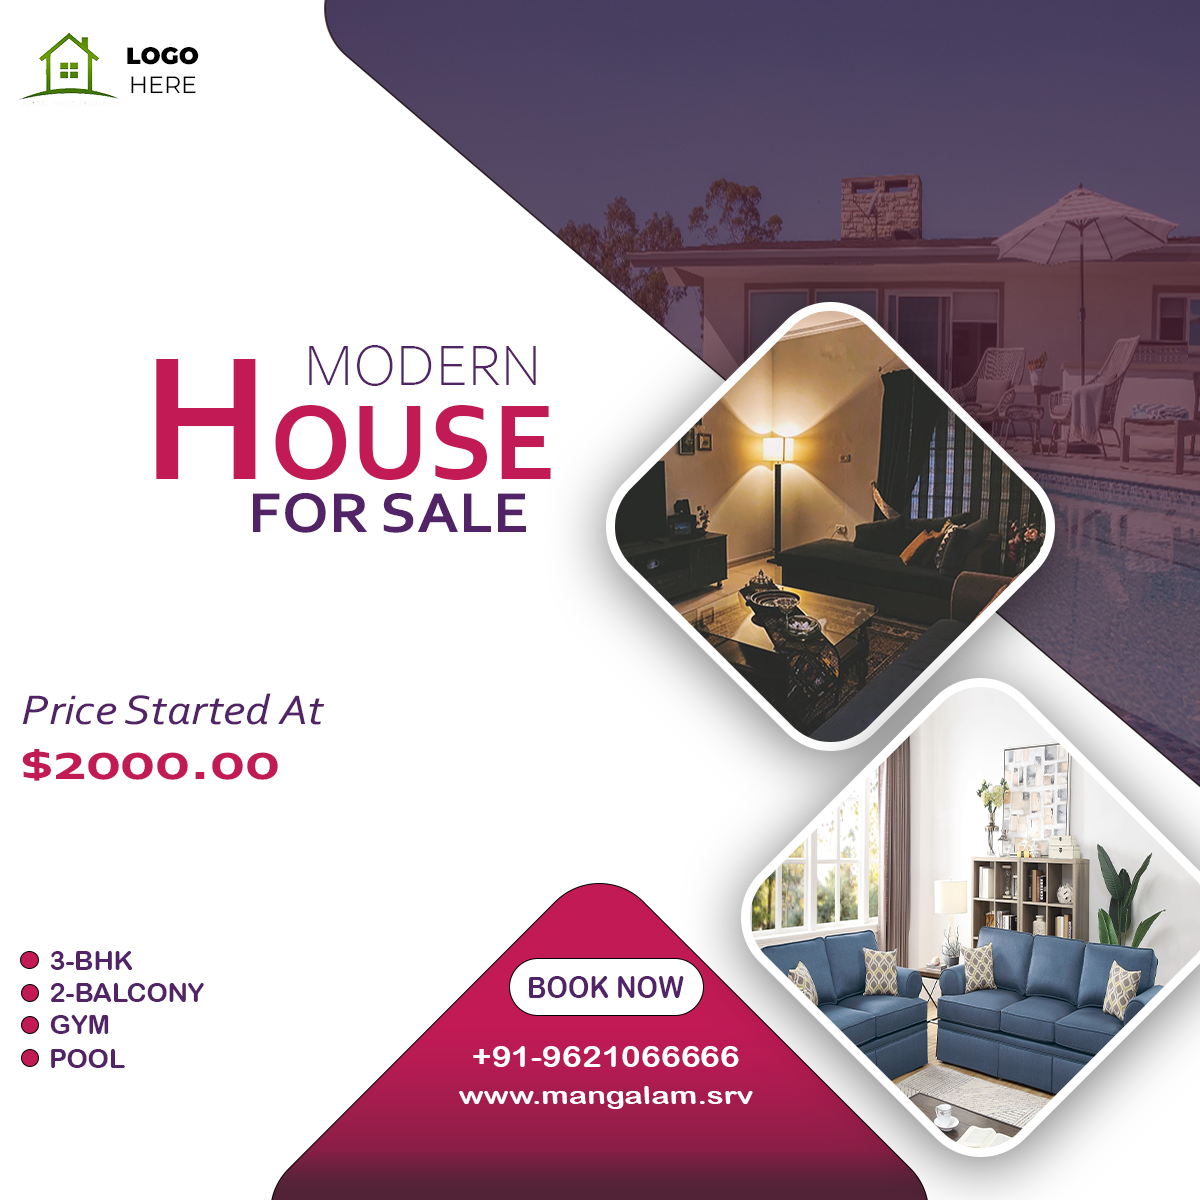 LOGO
HERE
MODERN
HOUSE
FOR SALE
Price Started At
$2000.00
3-BHK
2-BALCONY
GYM
POOL
BOOK NOW
+91-9621066666
www.mangalam.srv